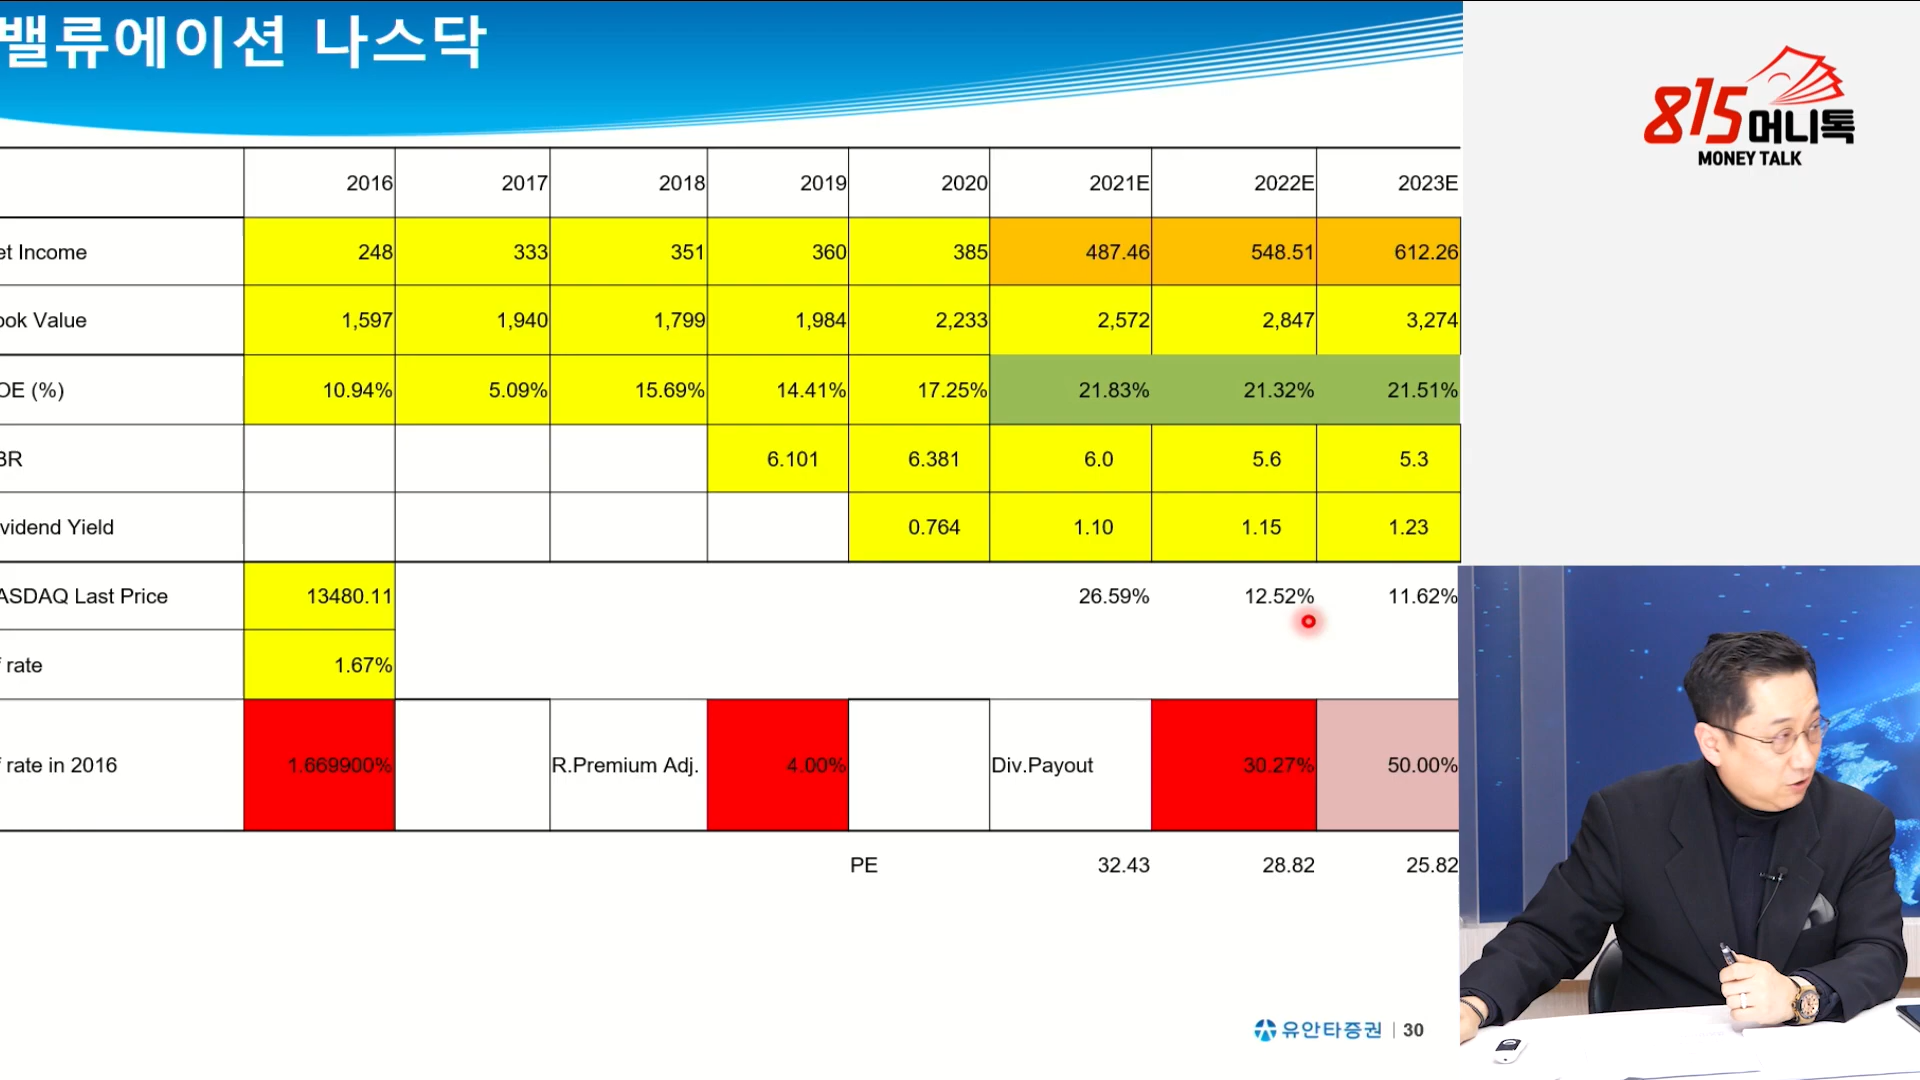 밸류에이션 나스닥
815머니톡
MONEY TALK
2016 2017 2018 2019 2020 2021E 2022E 2023E
et Income 248 333 351 360 385 487.46 548.51 612.26
ook Value 1,597 1,940 1,799 1,984 2,233 2,572 2,847 3,274
OE (%) 10.94% 5.09% 15.69% 14.41% 17.25% 21.83% 21.32% 21.51%
BR 6.101 6.381 6.0 5.6 5.3
vidend Yield 0.764 1.10 1.15 1.23
ASDAQ Last Price 13480.11 26.59% 12.52% 11.62%
f rate 1.67%
f rate in 2016 1.669900% R.Premium Adj. 4.00% Div.Payout 30.27% 50.00%
PE 32.43 28.82 25.82
유안타증권 | 30